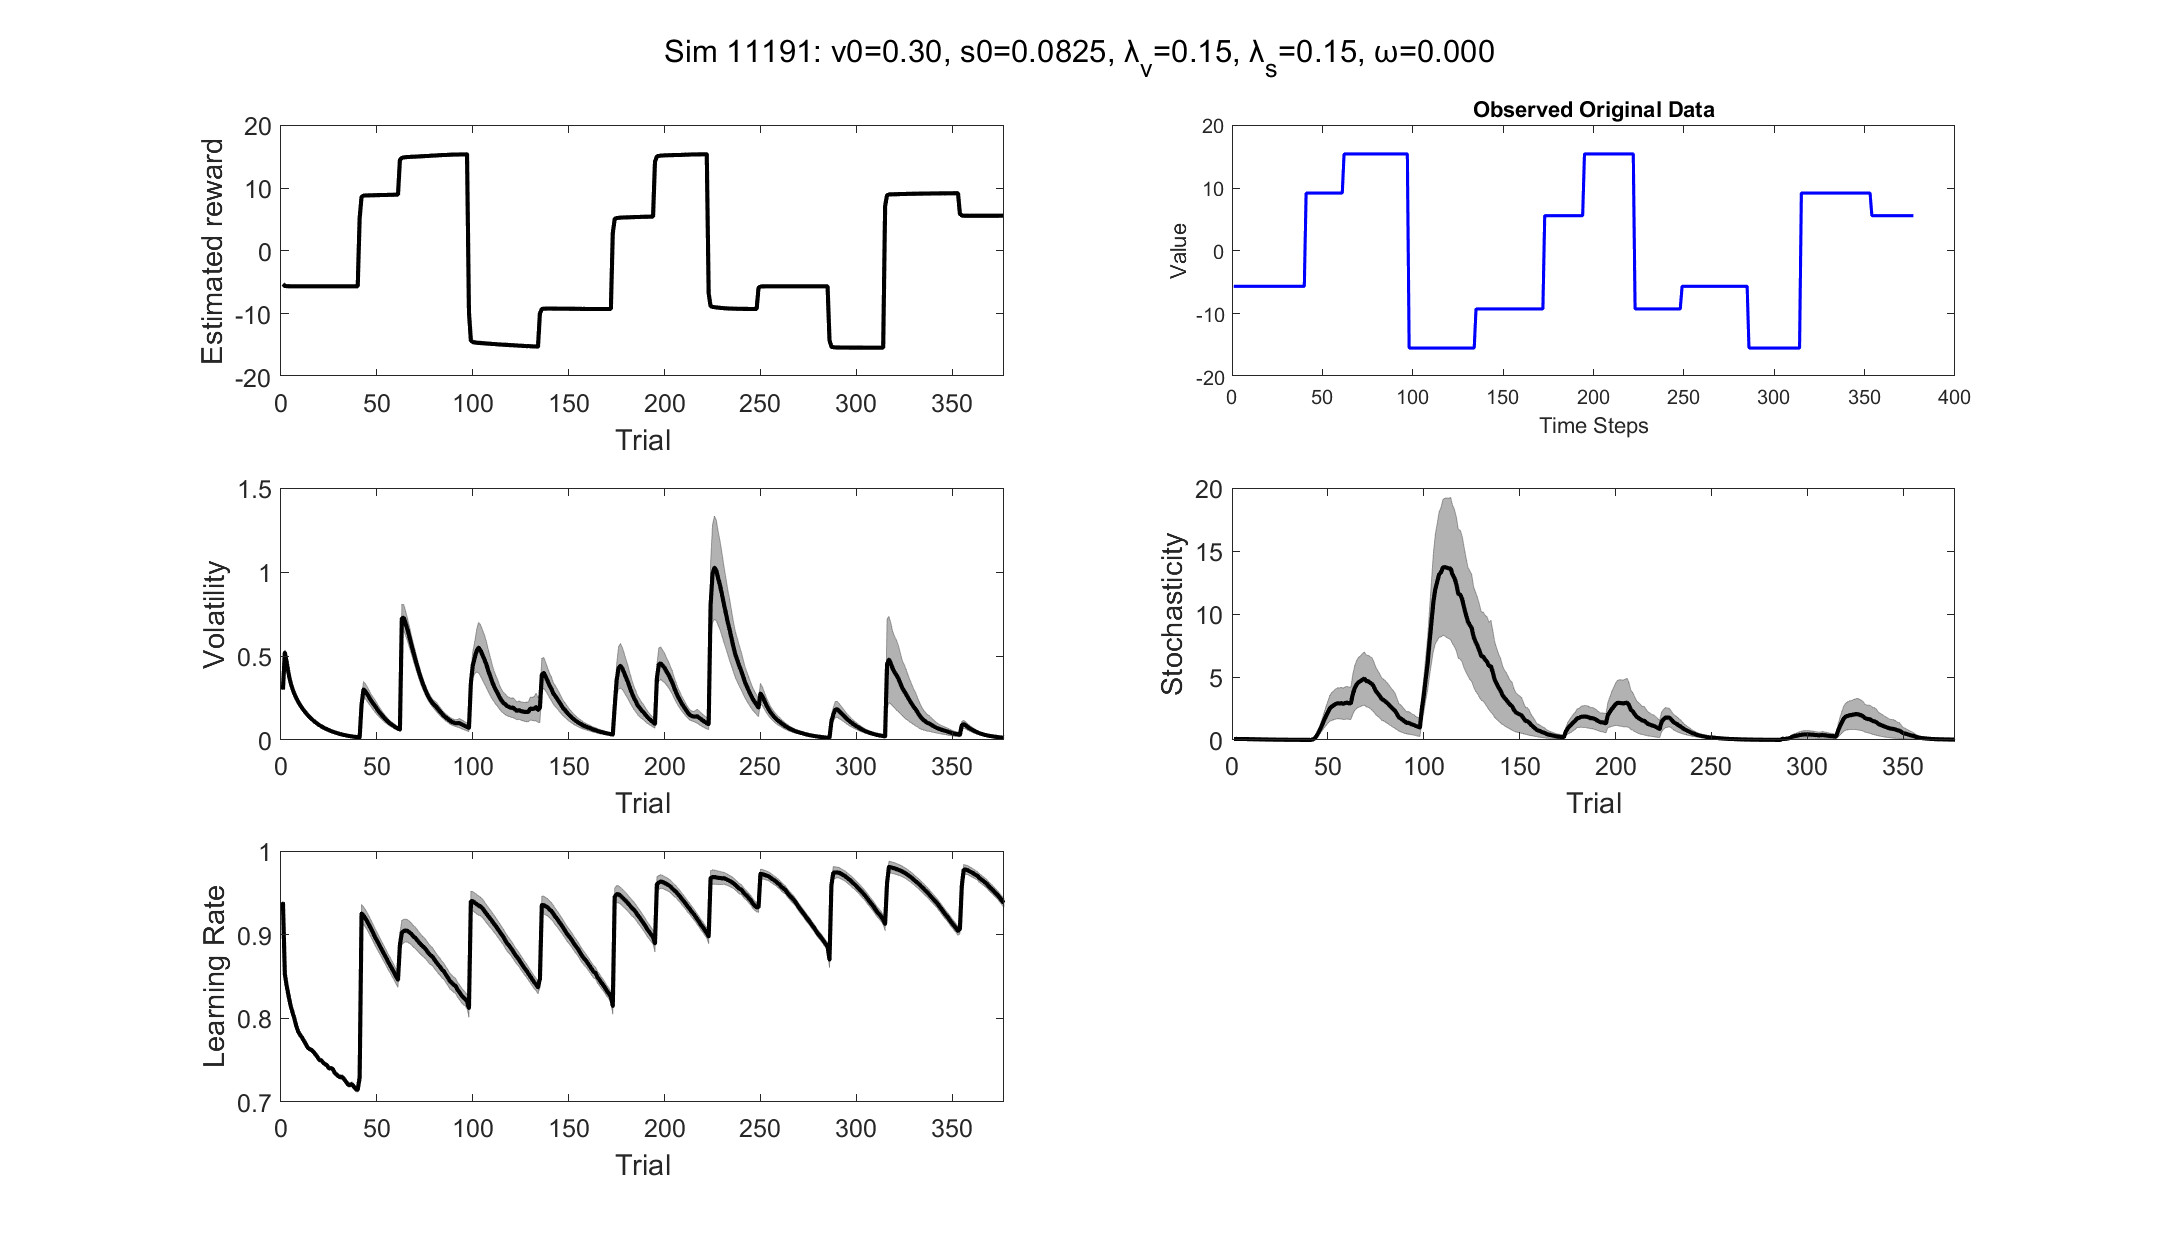 Sim 11191: v0=0.30, s0=0.0825, λ_v=0.15, λ_s=0.15, ω=0.000
Estimated reward
20
10
0
-10
-20
0 50 100 150 200 250 300 350
Trial
Observed Original Data
Value
20
10
0
-10
-20
0 50 100 150 200 250 300 350 400
Time Steps
Volatility
1.5
1
0.5
0
0 50 100 150 200 250 300 350
Trial
Stochasticity
20
15
10
5
0
0 50 100 150 200 250 300 350
Trial
Learning Rate
1
0.9
0.8
0.7
0 50 100 150 200 250 300 350
Trial